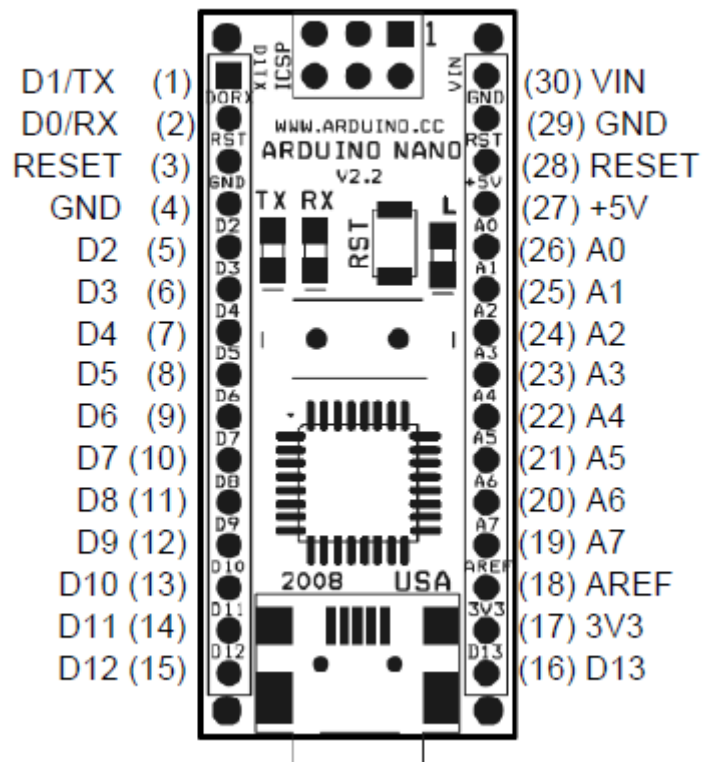 D1/TX (1)
D0/RX (2)
RESET (3)
GND (4)
D2 (5)
D3 (6)
D4 (7)
D5 (8)
D6 (9)
D7 (10)
D8 (11)
D9 (12)
D10 (13)
D11 (14)
D12 (15)
D1TX
ICSP
1
VIN
D0RX
RST
GND
D2
D3
D4
D5
D6
D7
D8
D9
D10
D11
D12
WWW.ARDUINO.CC
ARDUINO NANO
V2.2
TX RX
RST
L
2008 USA
GND
RST
+5V
A0
A1
A2
A3
A4
A5
A6
A7
AREF
3V3
D13
(30) VIN
(29) GND
(28) RESET
(27) +5V
(26) A0
(25) A1
(24) A2
(23) A3
(22) A4
(21) A5
(20) A6
(19) A7
(18) AREF
(17) 3V3
(16) D13